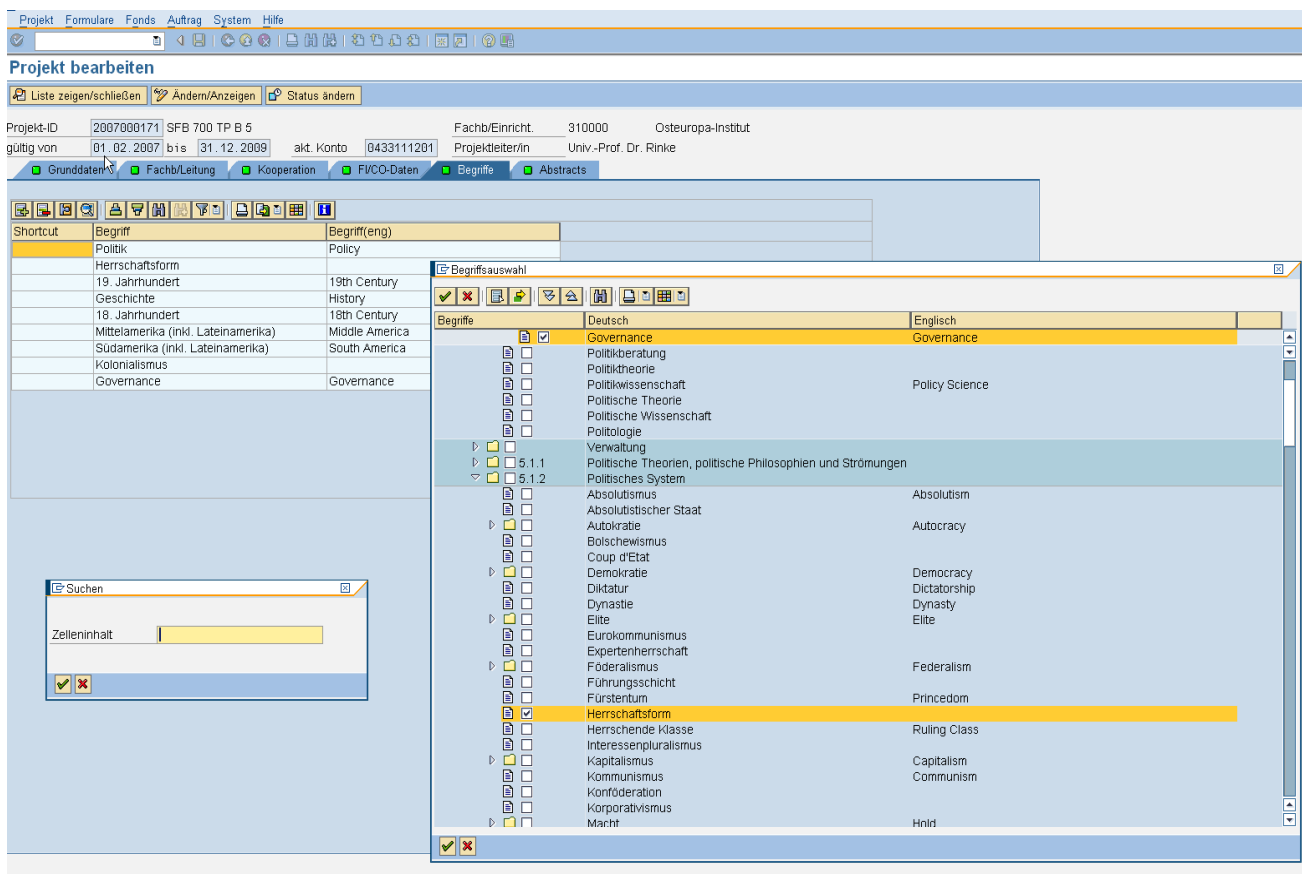 Projekt Formulare Fonds Auftrag System Hilfe
Projekt bearbeiten
Liste zeigen/schließen Ändern/Anzeigen Status ändern
Projekt-ID 2007000171 SFB 700 TP B 5 Fachb/Einricht. 310000 Osteuropa-Institut
gültig von 01.02.2007 bis 31.12.2009 akt. Konto 0433111201 Projektleiter/in Univ.-Prof. Dr. Rinke
Grunddaten Fachb/Leitung Kooperation FI/CO-Daten Begriffe Abstracts
Shortcut Begriff Begriff(eng)
Politik Policy
Herrschaftsform
19. Jahrhundert 19th Century
Geschichte History
18. Jahrhundert 18th Century
Mittelamerika (inkl. Lateinamerika) Middle America
Südamerika (inkl. Lateinamerika) South America
Kolonialismus
Governance Governance
Begriffsauswahl
Begriffe Deutsch Englisch
Governance Governance
Politikberatung
Politiktheorie
Politikwissenschaft Policy Science
Politische Theorie
Politische Wissenschaft
Politologie
Verwaltung
5.1.1 Politische Theorien, politische Philosophien und Strömungen
5.1.2 Politisches System
Absolutismus Absolutism
Absolutistischer Staat
Autokratie Autocracy
Bolschewismus
Coup d'Etat
Demokratie Democracy
Diktatur Dictatorship
Dynastie Dynasty
Elite Elite
Eurokommunismus
Expertenherrschaft
Föderalismus Federalism
Führungsschicht
Fürstentum Princedom
Herrschaftsform
Herrschende Klasse Ruling Class
Interessenpluralismus
Kapitalismus Capitalism
Kommunismus Communism
Konföderation
Korporativismus
Macht Hold
Suchen
Zelleninhalt